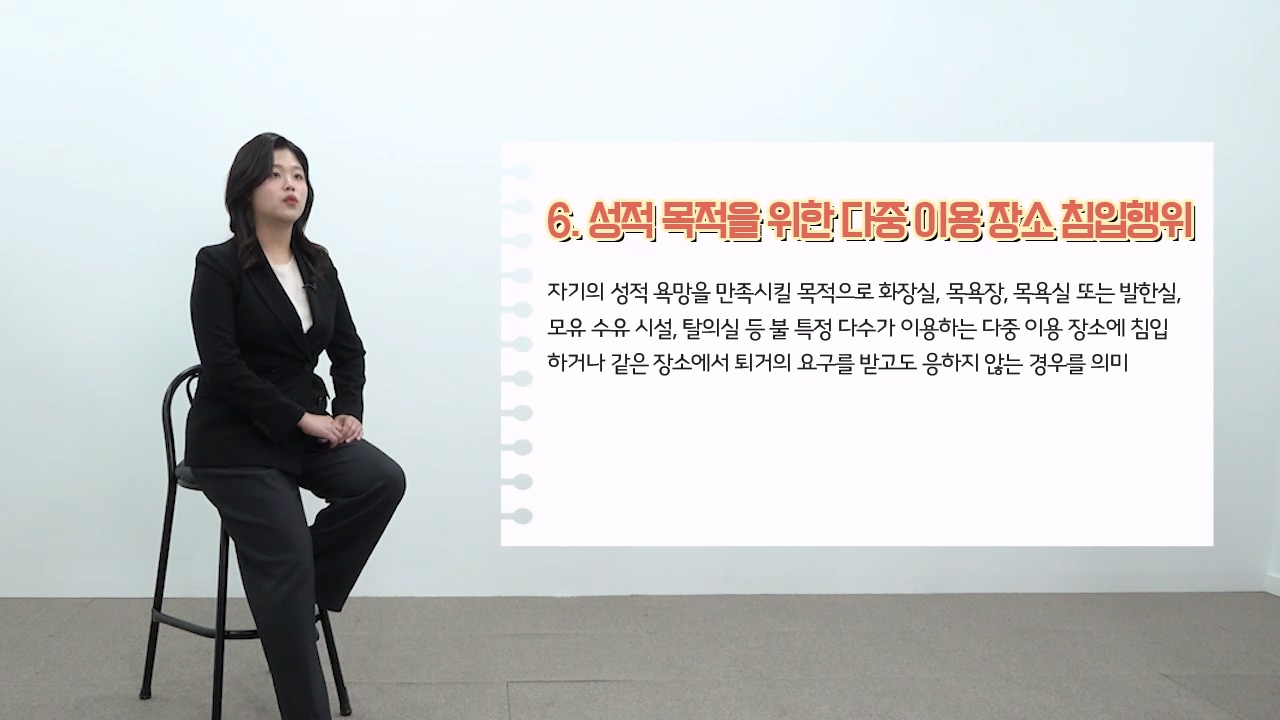 6. 성적 목적을 위한 다중 이용 장소 침입행위
자기의 성적 욕망을 만족시킬 목적으로 화장실, 목욕장, 목욕실 또는 발한실,
모유 수유 시설, 탈의실 등 불 특정 다수가 이용하는 다중 이용 장소에 침입
하거나 같은 장소에서 퇴거의 요구를 받고도 응하지 않는 경우를 의미